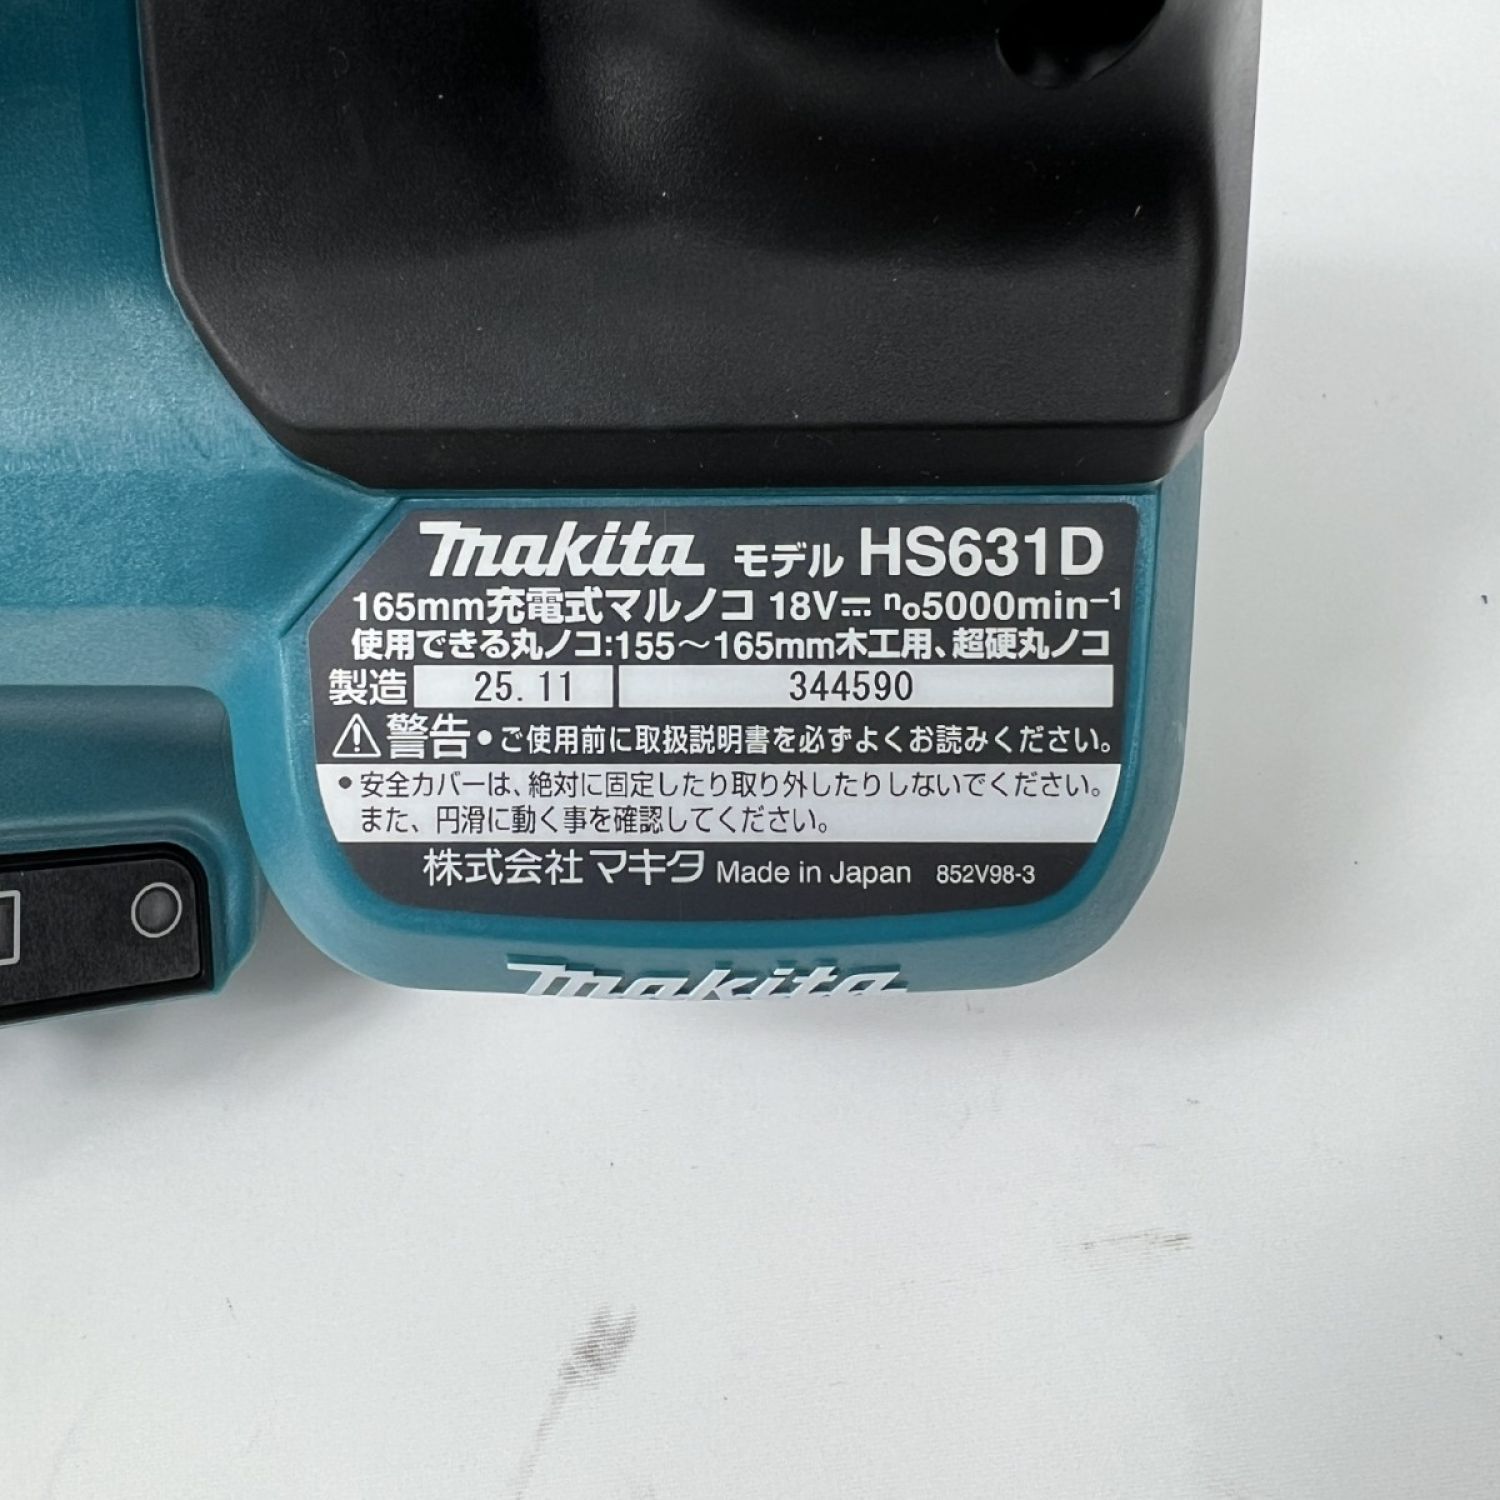 makita モデル HS631D
165mm充電式マルノコ 18V⎓ no5000min⁻¹
使用できる丸ノコ:155～165mm木工用、超硬丸ノコ
製造 25.11 344590
⚠警告•ご使用前に取扱説明書を必ずよくお読みください。
•安全カバーは、絶対に固定したり取り外したりしないでください。
また、円滑に動く事を確認してください。
株式会社マキタ Made in Japan 852V98-3
makita